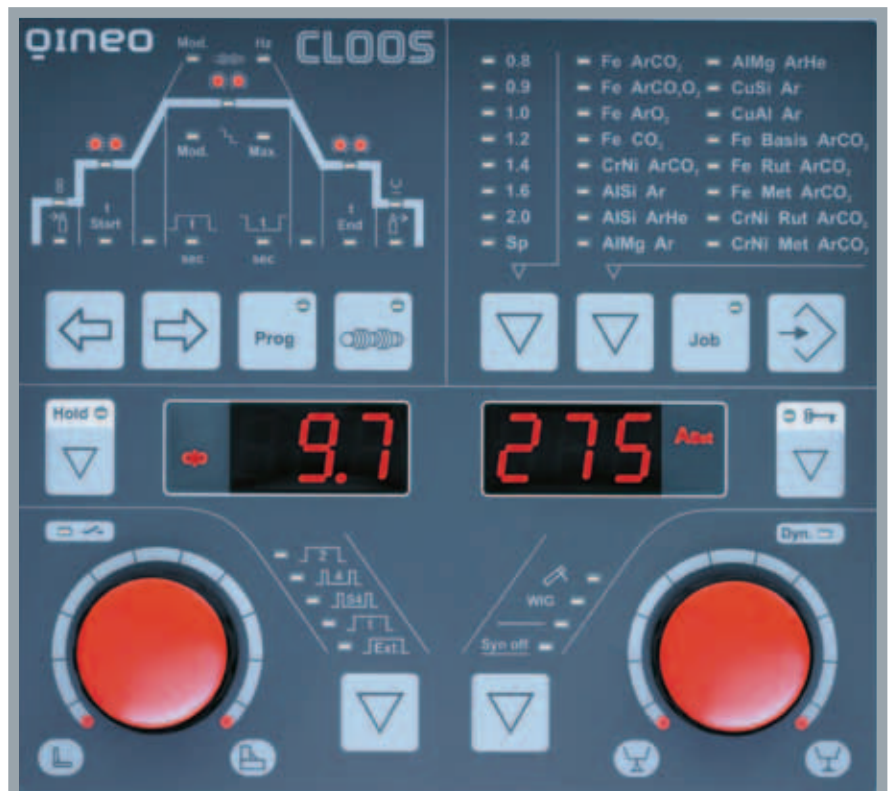 QINEO CLOOS
Mod. Hz
Mod. Max.
t Start
t End
1 1
sec sec
Prog
0.8
0.9
1.0
1.2
1.4
1.6
2.0
Sp
Fe ArCO₂
Fe ArCO₂O₂
Fe ArO₂
Fe CO₂
CrNi ArCO₂
AlSi Ar
AlSi ArHe
AlMg Ar
AlMg ArHe
CuSi Ar
CuAl Ar
Fe Basis ArCO₂
Fe Rut ArCO₂
Fe Met ArCO₂
CrNi Rut ArCO₂
CrNi Met ArCO₂
Job
Hold
9.7
275
2
4
S4
1
Ext.
WIG
Syn off
Dyn.